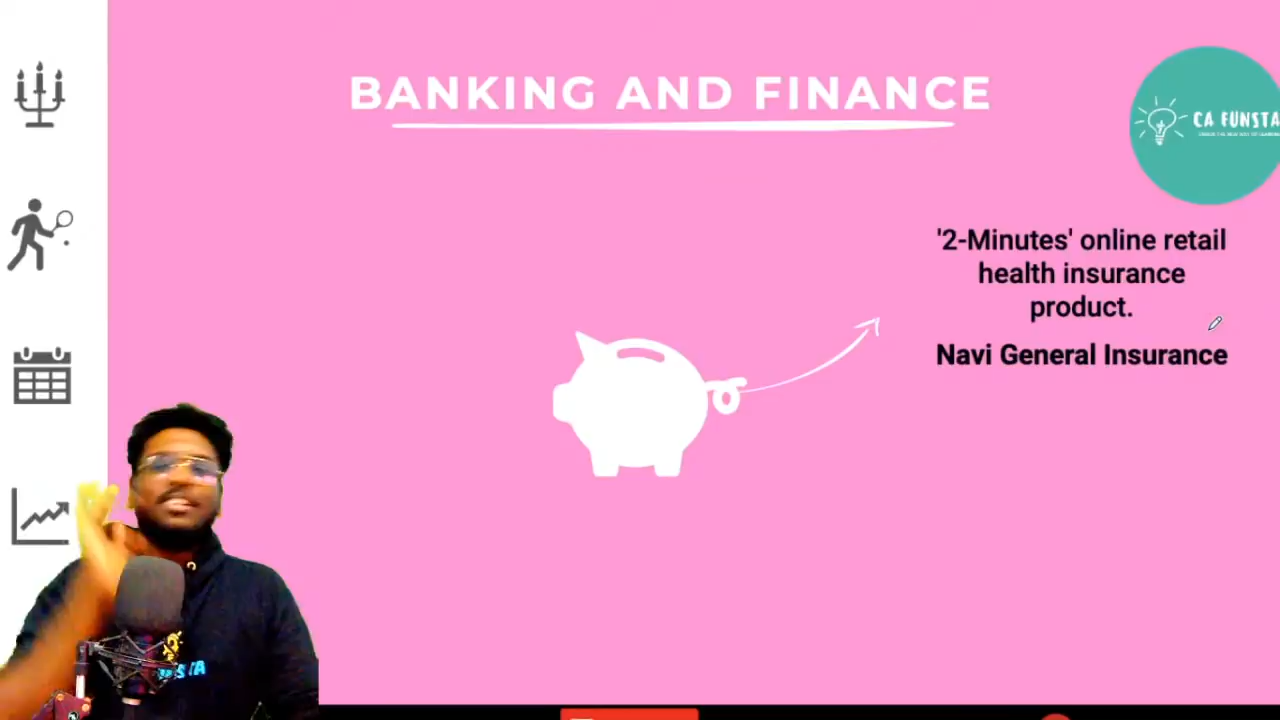 BANKING AND FINANCE
CA FUNSTA
'2-Minutes' online retail
health insurance
product.
Navi General Insurance